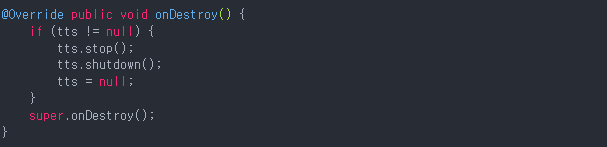 @Override public void onDestroy() {
    if (tts != null) {
        tts.stop();
        tts.shutdown();
        tts = null;
    }
    super.onDestroy();
}